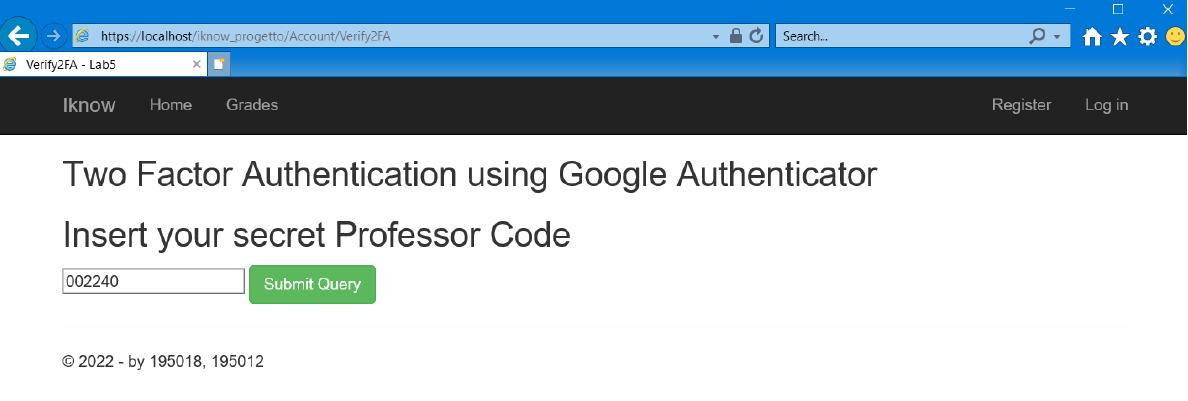 https://localhost/iknow_progetto/Account/Verify2FA
Search...
Verify2FA - Lab5
Iknow Home Grades Register Log in
Two Factor Authentication using Google Authenticator
Insert your secret Professor Code
002240 Submit Query
© 2022 - by 195018, 195012